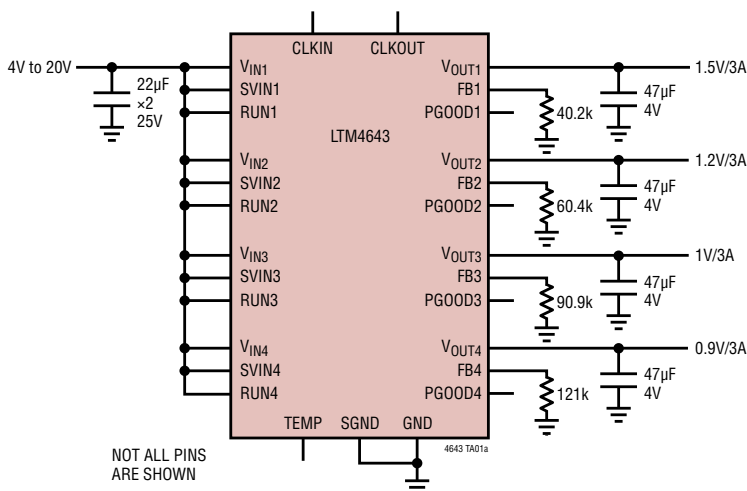 CLKIN CLKOUT
4V to 20V
22µF
×2
25V
VIN1
SVIN1
RUN1
VIN2
SVIN2
RUN2
VIN3
SVIN3
RUN3
VIN4
SVIN4
RUN4
LTM4643
VOUT1
FB1
PGOOD1
VOUT2
FB2
PGOOD2
VOUT3
FB3
PGOOD3
VOUT4
FB4
PGOOD4
40.2k
47µF
4V
1.5V/3A
60.4k
47µF
4V
1.2V/3A
90.9k
47µF
4V
1V/3A
121k
47µF
4V
0.9V/3A
TEMP SGND GND
4643 TA01a
NOT ALL PINS
ARE SHOWN